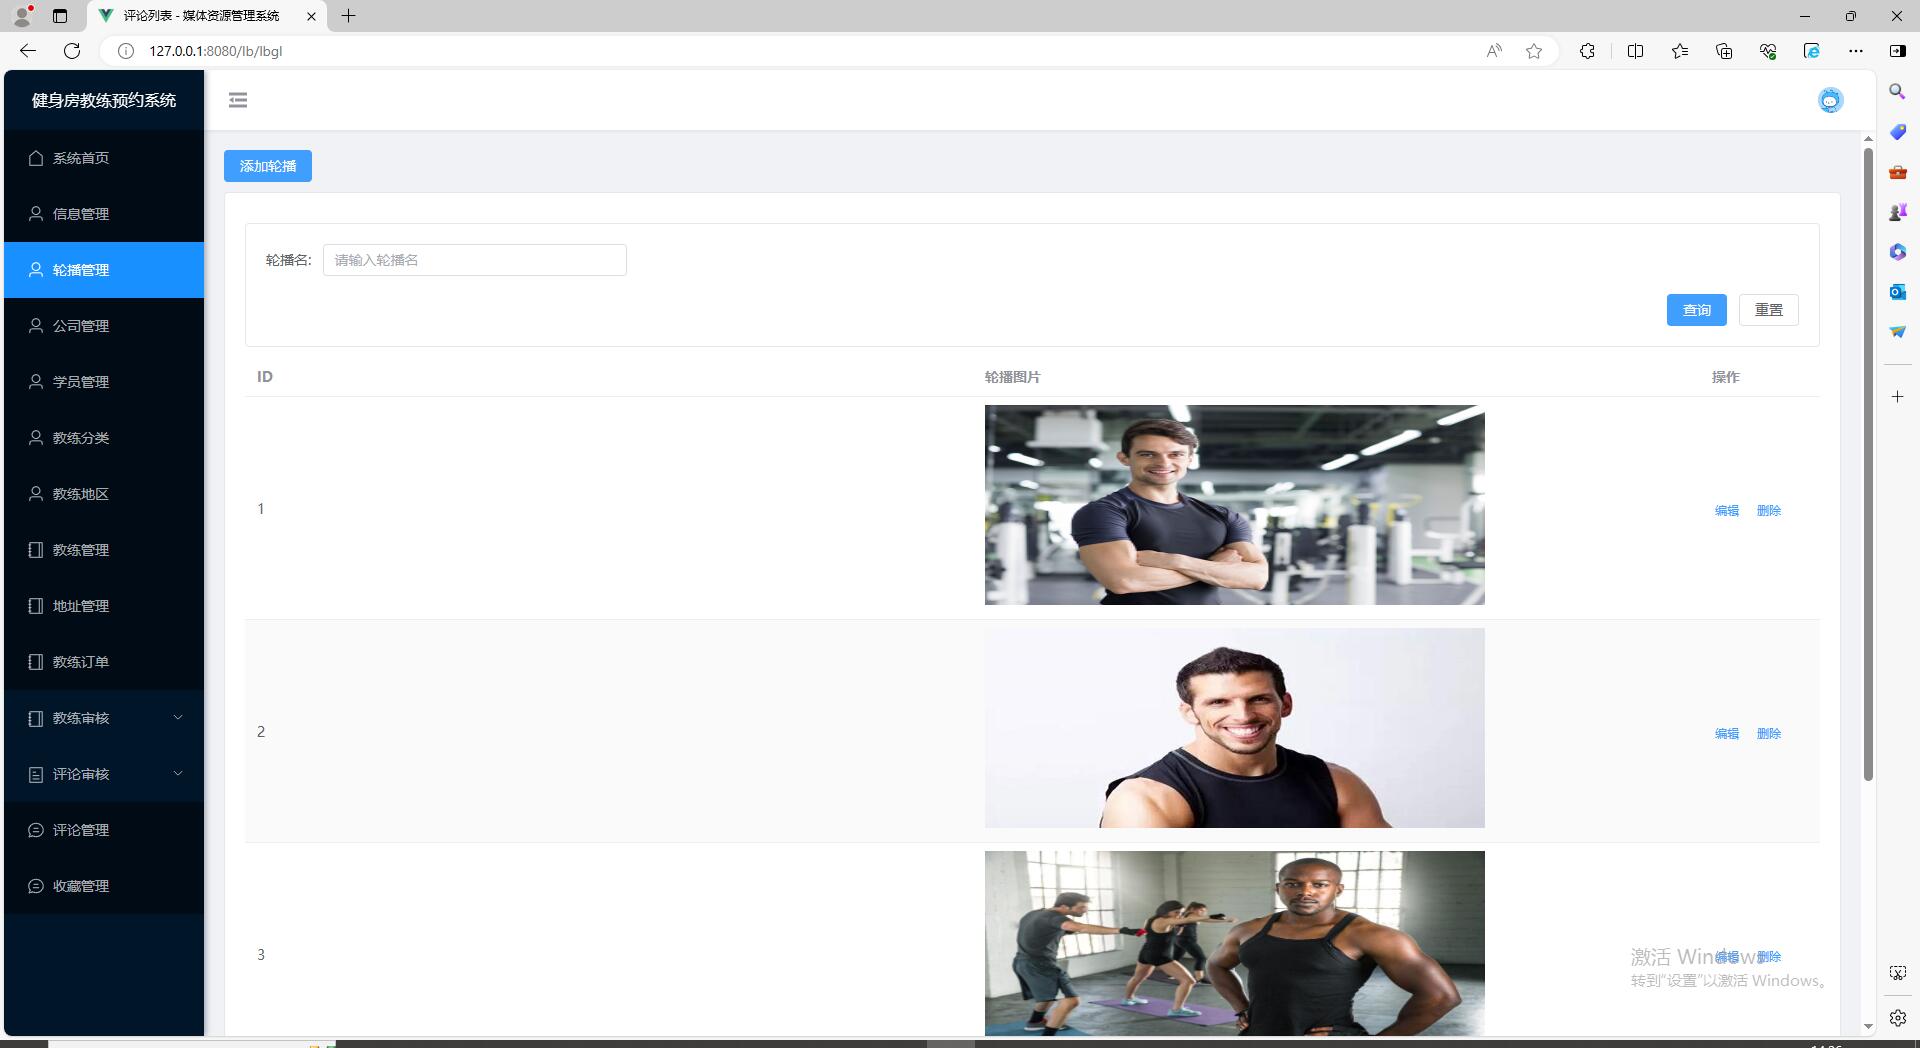 评论列表 - 媒体资源管理系统
127.0.0.1:8080/lb/lbgl
健身房教练预约系统
系统首页
信息管理
轮播管理
公司管理
学员管理
教练分类
教练地区
教练管理
地址管理
教练订单
教练审核
评论审核
评论管理
收藏管理
添加轮播
轮播名: 请输入轮播名
查询 重置
ID 轮播图片 操作
1 编辑 删除
2 编辑 删除
3 编辑 删除
激活 Windows
转到"设置"以激活 Windows。